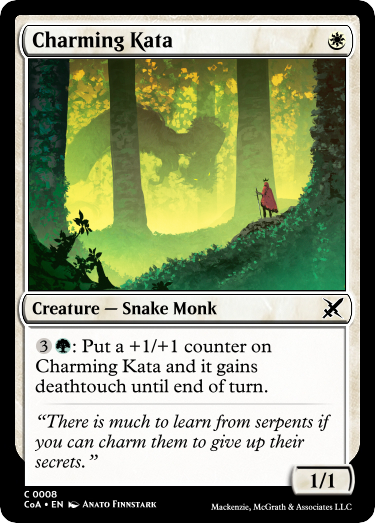 Charming Kata
Creature — Snake Monk
3 : Put a +1/+1 counter on
Charming Kata and it gains
deathtouch until end of turn.
“There is much to learn from serpents if
you can charm them to give up their
secrets.”
1/1
C 0008
CoA • EN Anato Finnstark
Mackenzie, McGrath & Associates LLC